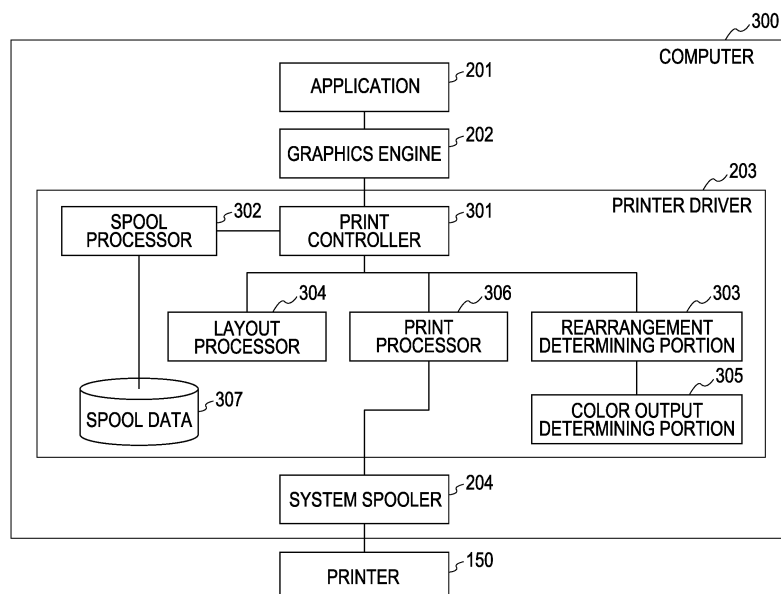 300
COMPUTER
APPLICATION
201
GRAPHICS ENGINE
202
203
PRINTER DRIVER
SPOOL
PROCESSOR
302
PRINT
CONTROLLER
301
LAYOUT
PROCESSOR
304
PRINT
PROCESSOR
306
REARRANGEMENT
DETERMINING PORTION
303
SPOOL DATA
307
COLOR OUTPUT
DETERMINING PORTION
305
SYSTEM SPOOLER
204
PRINTER
150